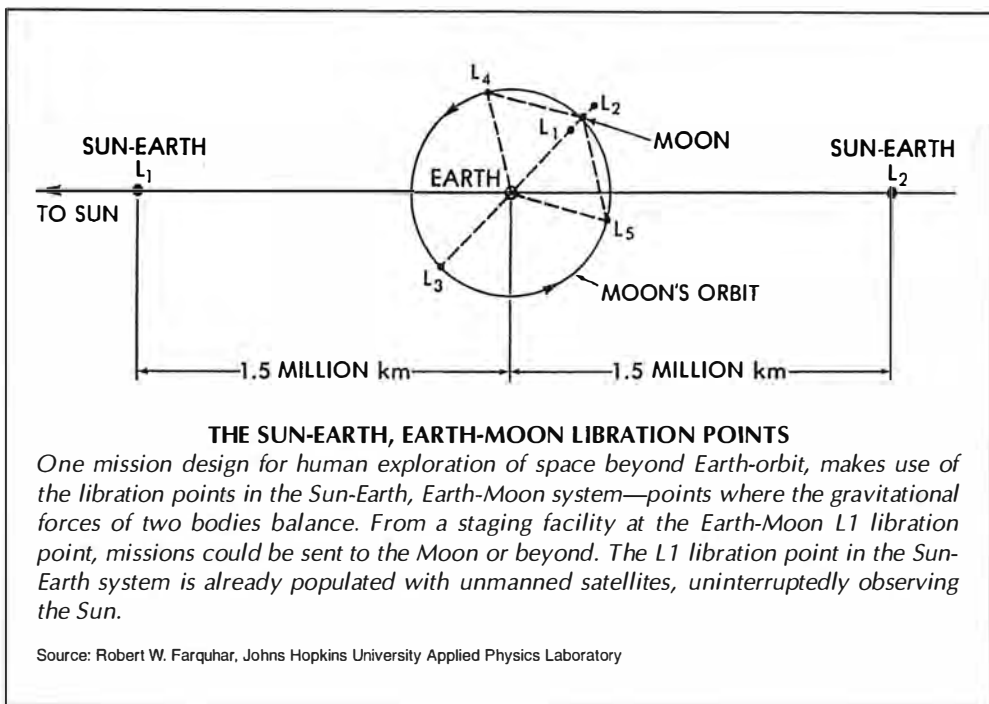 L4
L2
L1
MOON
SUN-EARTH
L1
SUN-EARTH
L2
EARTH
TO SUN
L5
L3
MOON'S ORBIT
1.5 MILLION km
1.5 MILLION km
THE SUN-EARTH, EARTH-MOON LIBRATION POINTS
One mission design for human exploration of space beyond Earth-orbit, makes use of
the libration points in the Sun-Earth, Earth-Moon system—points where the gravitational
forces of two bodies balance. From a staging facility at the Earth-Moon L1 libration
point, missions could be sent to the Moon or beyond. The L1 libration point in the Sun-
Earth system is already populated with unmanned satellites, uninterruptedly observing
the Sun.
Source: Robert W. Farquhar, Johns Hopkins University Applied Physics Laboratory